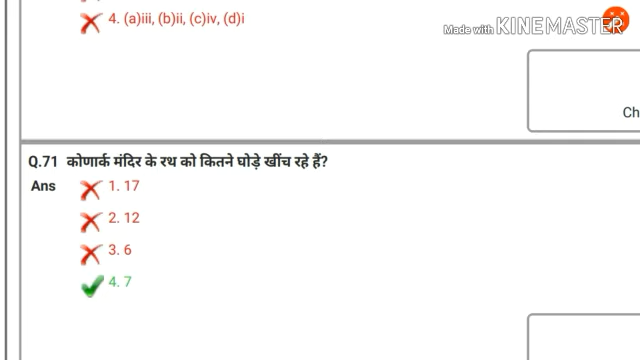 4. (a)iii, (b)ii, (c)iv, (d)i
Made with KINEMASTER
Ch
Q.71 कोणार्क मंदिर के रथ को कितने घोड़े खींच रहे हैं?
Ans 1. 17
2. 12
3. 6
4. 7